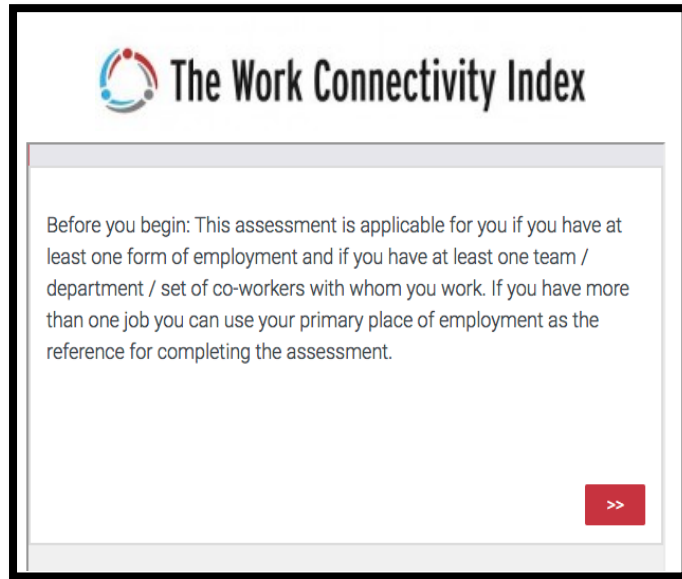 The Work Connectivity Index
Before you begin: This assessment is applicable for you if you have at
least one form of employment and if you have at least one team /
department / set of co-workers with whom you work. If you have more
than one job you can use your primary place of employment as the
reference for completing the assessment.
>>